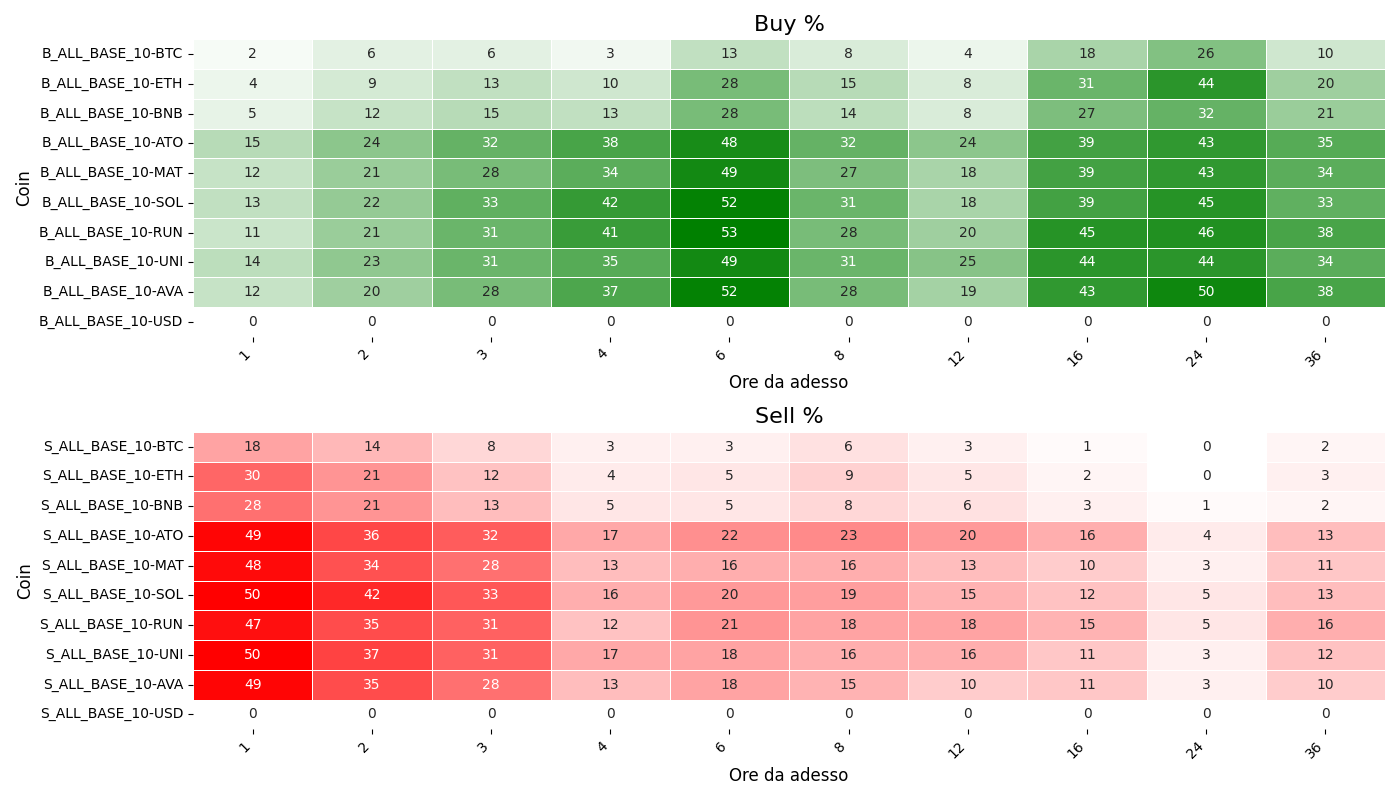 Buy %
Coin
B_ALL_BASE_10-BTC 2 6 6 3 13 8 4 18 26 10
B_ALL_BASE_10-ETH 4 9 13 10 28 15 8 31 44 20
B_ALL_BASE_10-BNB 5 12 15 13 28 14 8 27 32 21
B_ALL_BASE_10-ATO 15 24 32 38 48 32 24 39 43 35
B_ALL_BASE_10-MAT 12 21 28 34 49 27 18 39 43 34
B_ALL_BASE_10-SOL 13 22 33 42 52 31 18 39 45 33
B_ALL_BASE_10-RUN 11 21 31 41 53 28 20 45 46 38
B_ALL_BASE_10-UNI 14 23 31 35 49 31 25 44 44 34
B_ALL_BASE_10-AVA 12 20 28 37 52 28 19 43 50 38
B_ALL_BASE_10-USD 0 0 0 0 0 0 0 0 0 0
1 2 3 4 6 8 12 16 24 36
Ore da adesso
Sell %
Coin
S_ALL_BASE_10-BTC 18 14 8 3 3 6 3 1 0 2
S_ALL_BASE_10-ETH 30 21 12 4 5 9 5 2 0 3
S_ALL_BASE_10-BNB 28 21 13 5 5 8 6 3 1 2
S_ALL_BASE_10-ATO 49 36 32 17 22 23 20 16 4 13
S_ALL_BASE_10-MAT 48 34 28 13 16 16 13 10 3 11
S_ALL_BASE_10-SOL 50 42 33 16 20 19 15 12 5 13
S_ALL_BASE_10-RUN 47 35 31 12 21 18 18 15 5 16
S_ALL_BASE_10-UNI 50 37 31 17 18 16 16 11 3 12
S_ALL_BASE_10-AVA 49 35 28 13 18 15 10 11 3 10
S_ALL_BASE_10-USD 0 0 0 0 0 0 0 0 0 0
1 2 3 4 6 8 12 16 24 36
Ore da adesso